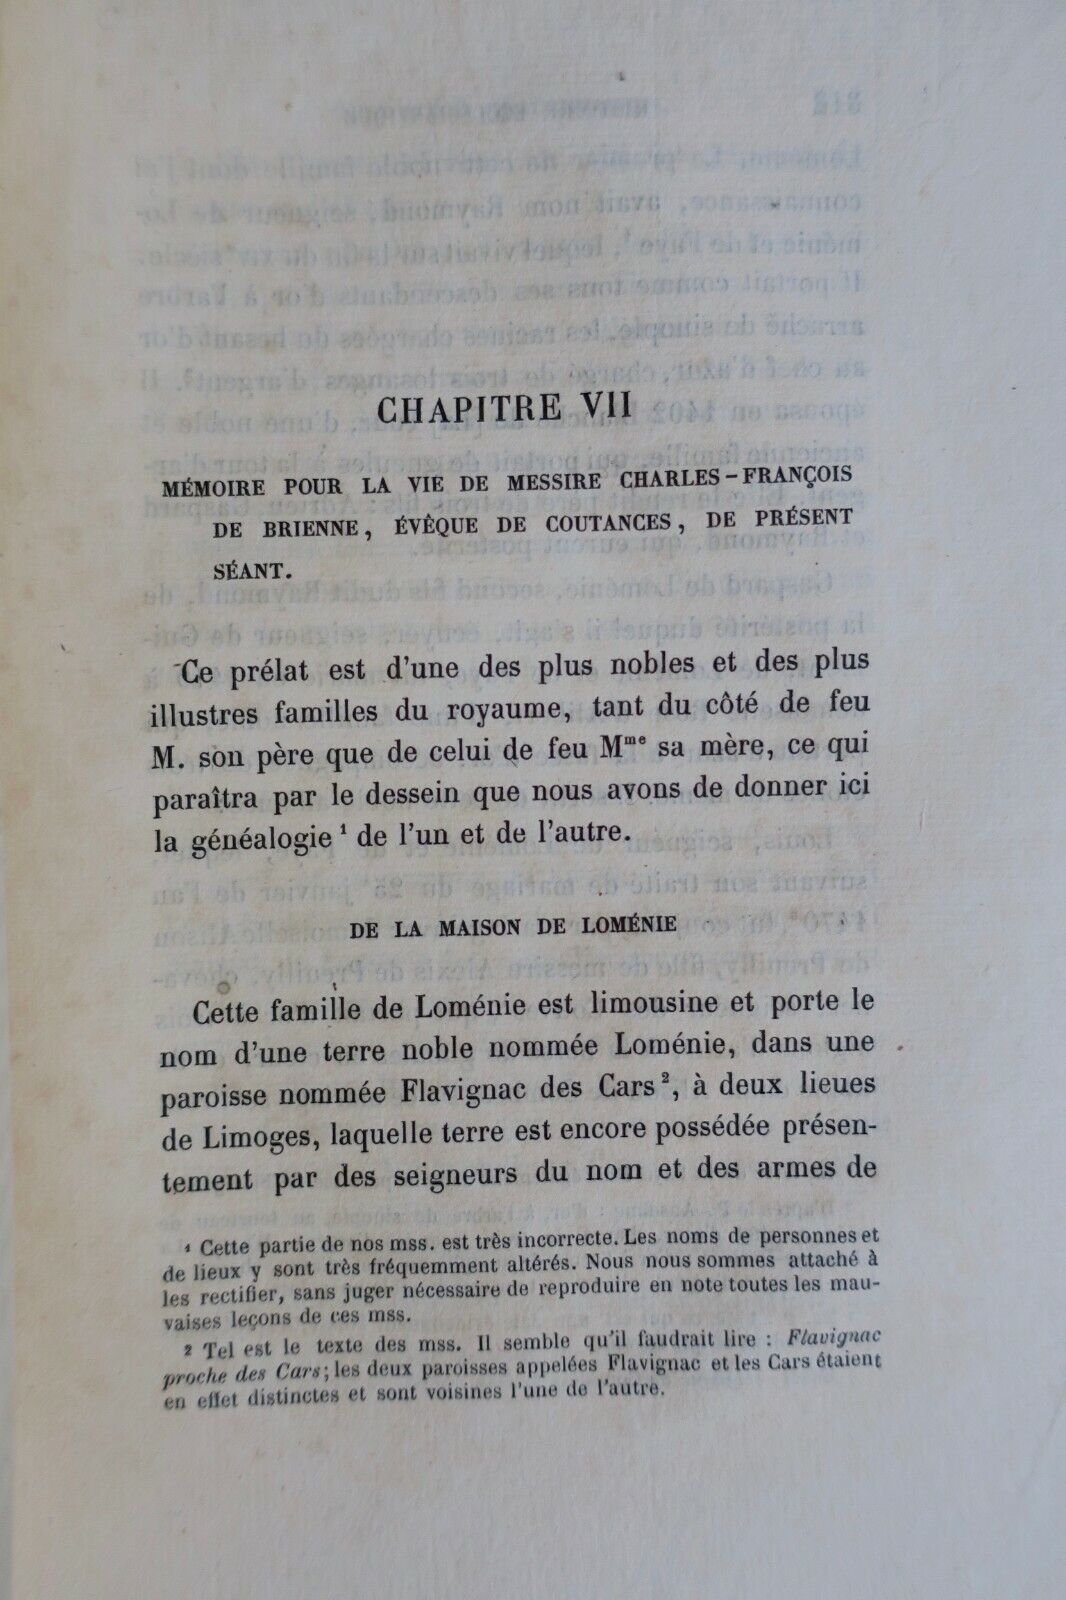 CHAPITRE VII
MÉMOIRE POUR LA VIE DE MESSIRE CHARLES-FRANÇOIS
DE BRIENNE, ÉVÊQUE DE COUTANCES, DE PRÉSENT
SÉANT.
Ce prélat est d'une des plus nobles et des plus
illustres familles du royaume, tant du côté de feu
M. son père que de celui de feu Mme sa mère, ce qui
paraîtra par le dessein que nous avons de donner ici
la généalogie 1 de l'un et de l'autre.
DE LA MAISON DE LOMÉNIE
Cette famille de Loménie est limousine et porte le
nom d'une terre noble nommée Loménie, dans une
paroisse nommée Flavignac des Cars 2, à deux lieues
de Limoges, laquelle terre est encore possédée présen-
tement par des seigneurs du nom et des armes de
1 Cette partie de nos mss. est très incorrecte. Les noms de personnes et
de lieux y sont très fréquemment altérés. Nous nous sommes attaché à
les rectifier, sans juger nécessaire de reproduire en note toutes les mau-
vaises leçons de ces mss.
2 Tel est le texte des mss. Il semble qu'il faudrait lire : Flavignac
proche des Cars; les deux paroisses appelées Flavignac et les Cars étaient
en effet distinctes et sont voisines l'une de l'autre.